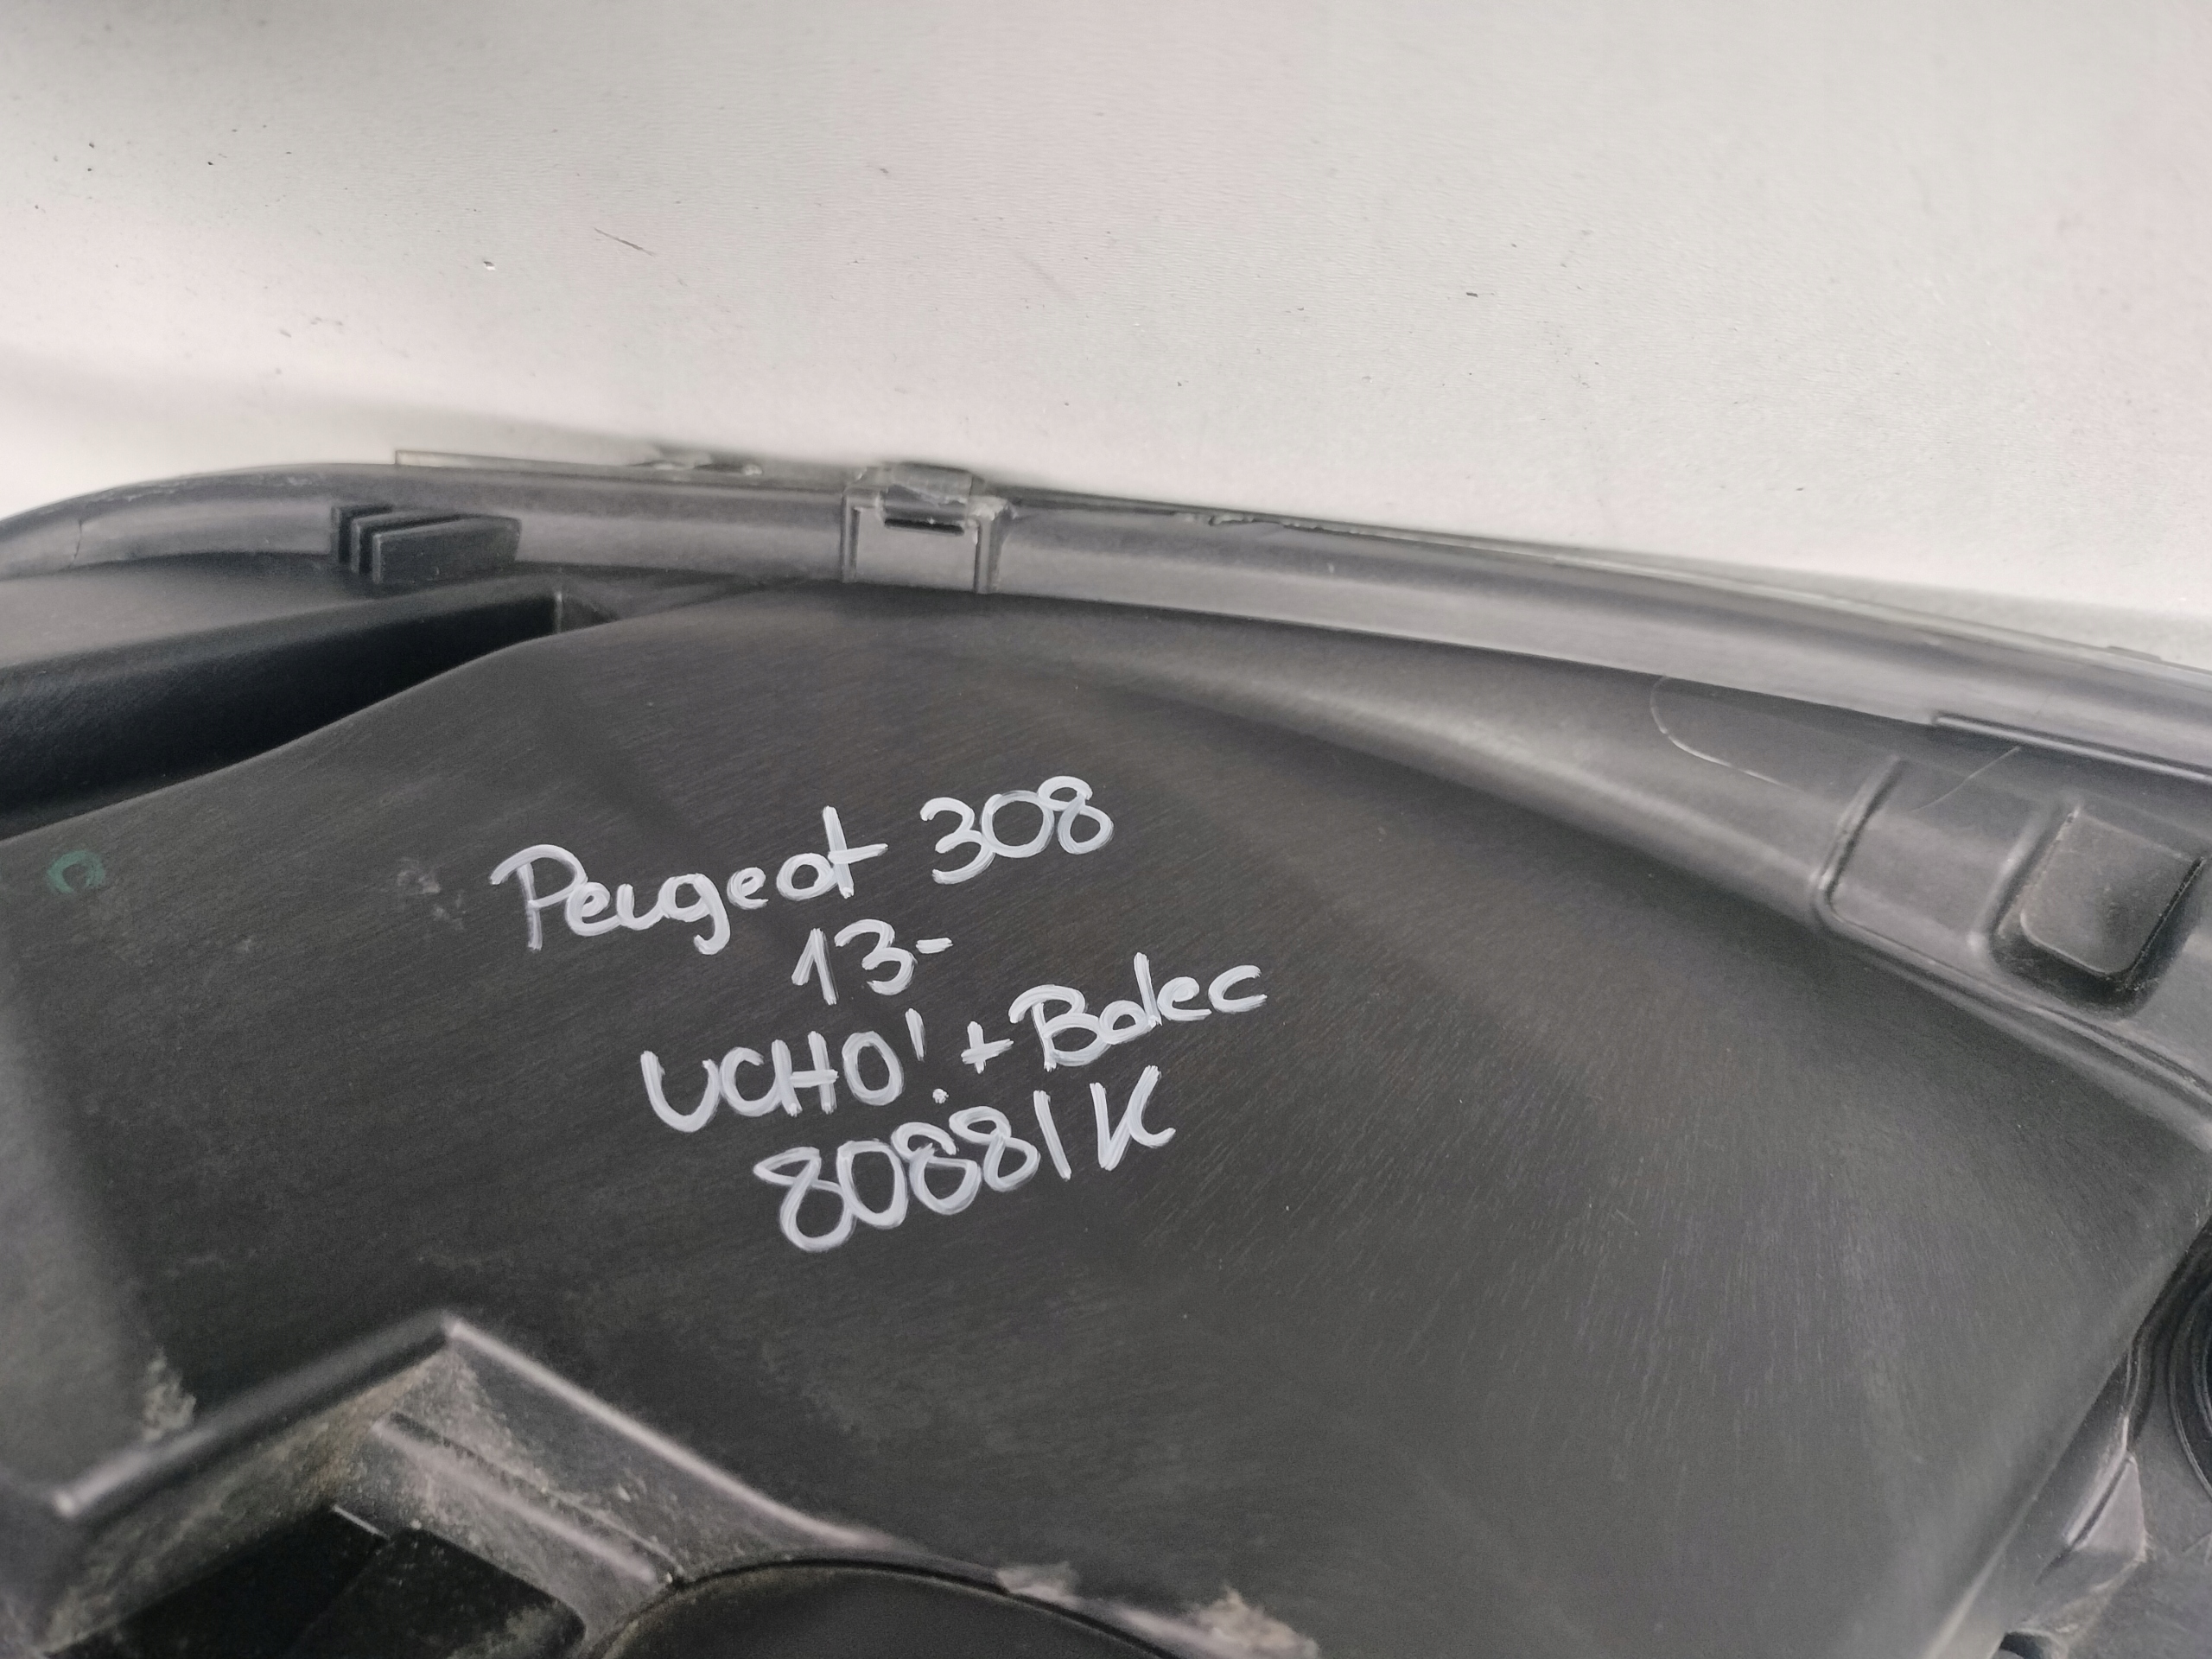 Peugeot 308
13-
UCHO! + Bolec
80881K
C